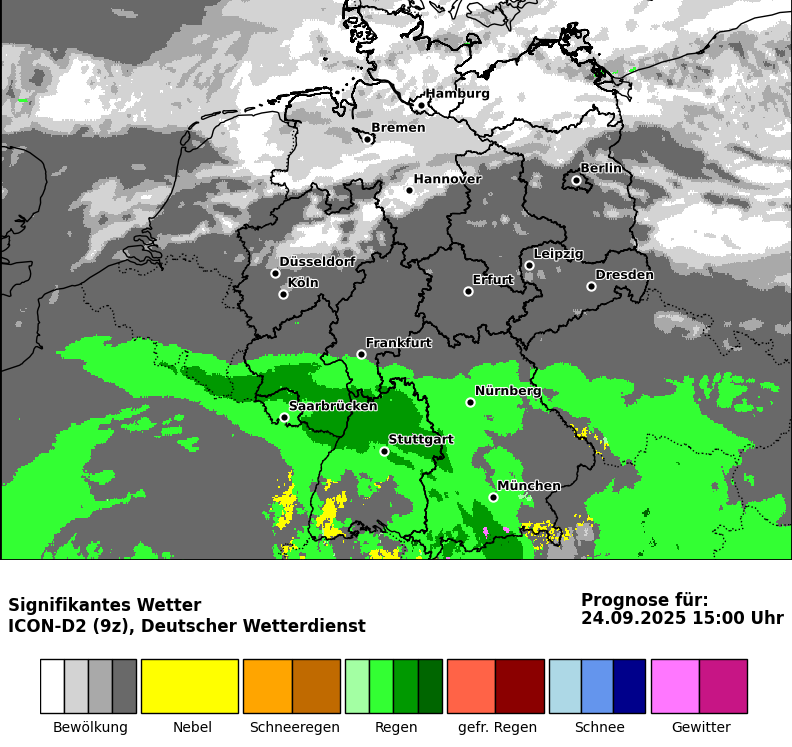 Hamburg
Bremen
Berlin
Hannover
Leipzig
Düsseldorf
Dresden
Köln
Erfurt
Frankfurt
Nürnberg
Saarbrücken
Stuttgart
München
Signifikantes Wetter
ICON-D2 (9z), Deutscher Wetterdienst
Prognose für:
24.09.2025 15:00 Uhr
Bewölkung Nebel Schneeregen Regen gefr. Regen Schnee Gewitter